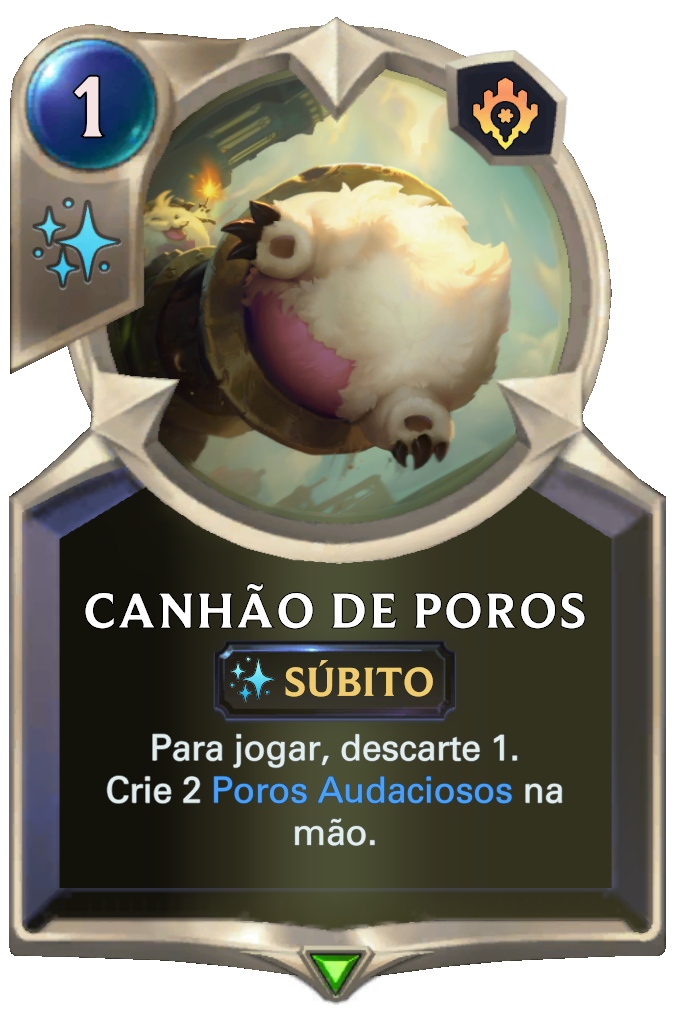 1
CANHÃO DE POROS
SÚBITO
Para jogar, descarte 1.
Crie 2 Poros Audaciosos na
mão.